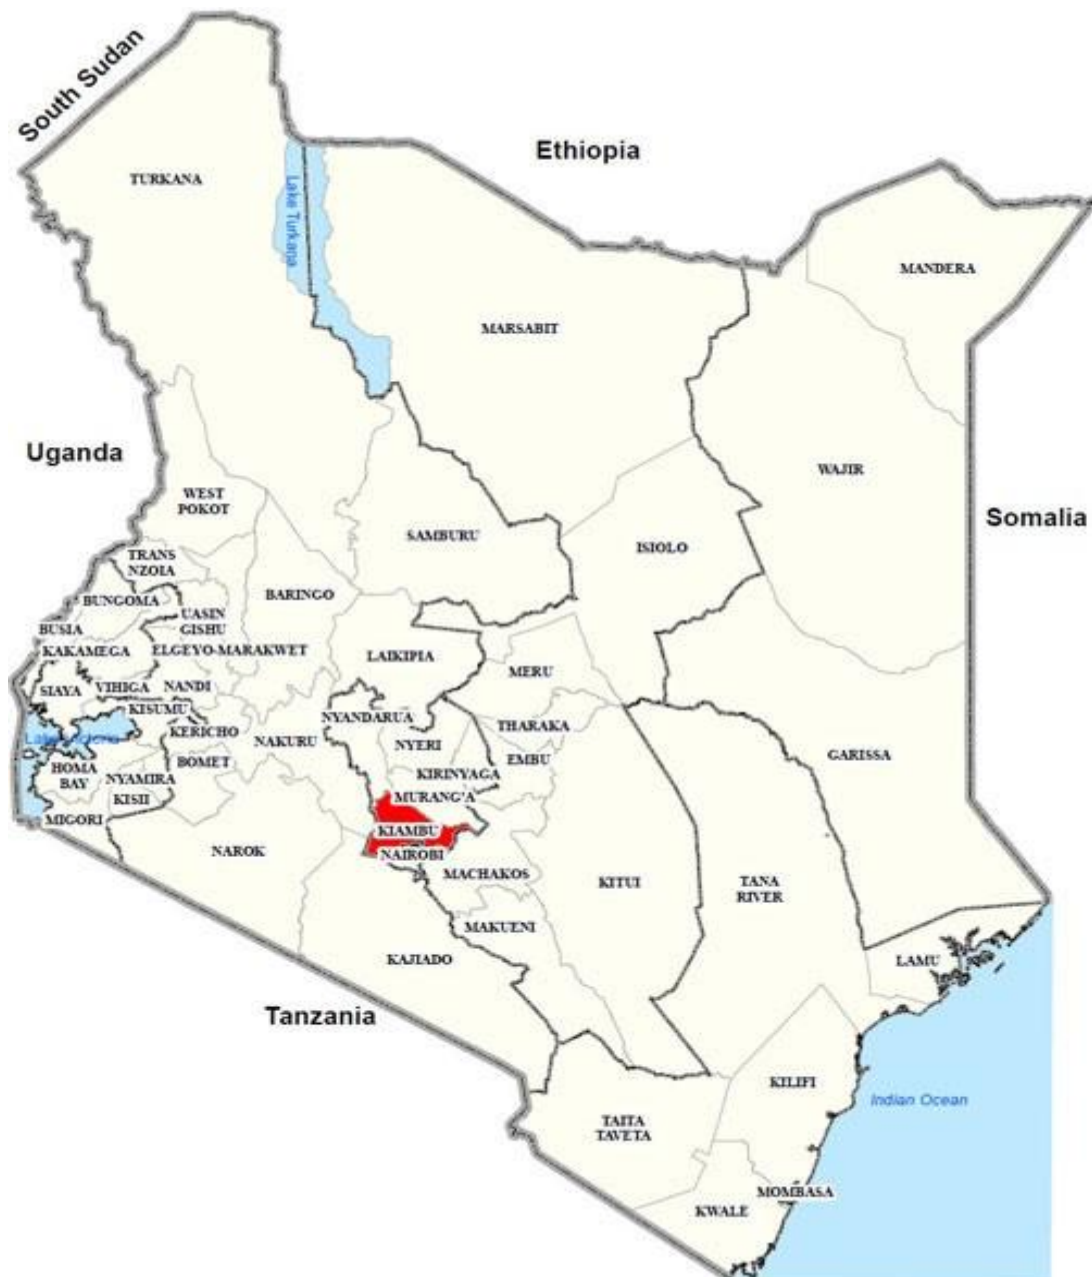 South Sudan
Ethiopia
TURKANA
Lake Turkana
MANDERA
MARSABIT
Uganda
WAJIR
WEST
POKOT
Somalia
SAMBURU
ISIOLO
TRANS
NZOIA
BARINGO
BUNGOMA
UASIN
GISHU
BUSIA
KAKAMEGA
ELGEYO-MARAKWET
LAIKIPIA
MERU
SIAYA
VIHIGA
NANDI
KISUMU
NYANDARUA
THARAKA
KERICHO
NAKURU
NYERI
GARISSA
EMBU
BOMET
HOMA
BAY
NYAMIRA
KIRINYAGA
KISII
MURANG'A
MIGORI
KIAMBU
NAROK
NAIROBI
MACHAKOS
KITUI
TANA
RIVER
MAKUENI
KAJIADO
LAMU
Tanzania
KILIFI
Indian Ocean
TAITA
TAVETA
MOMBASA
KWALE